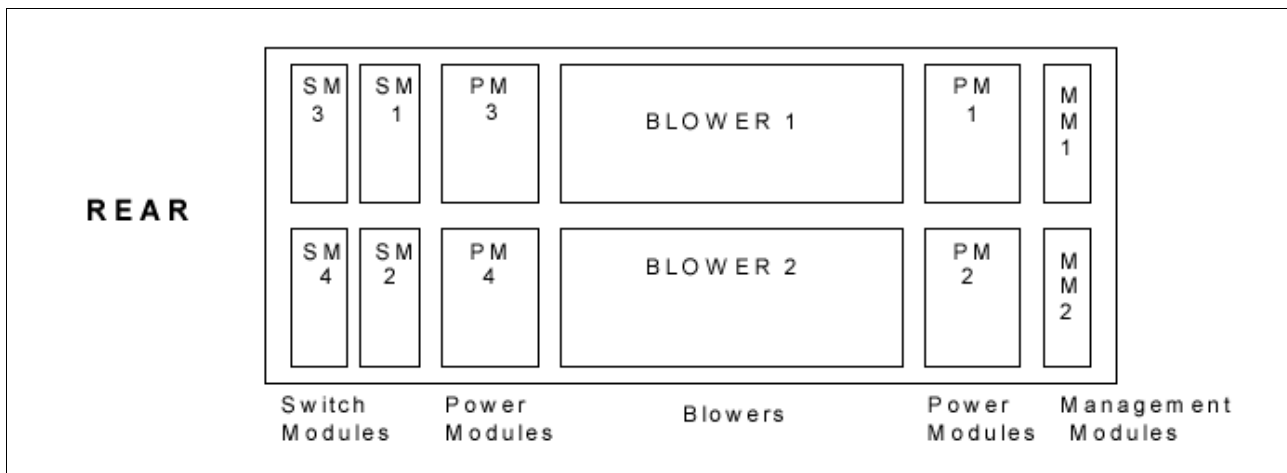 SM
3
SM
1
PM
3
BLOWER 1
PM
1
M
M
1
REAR
SM
4
SM
2
PM
4
BLOWER 2
PM
2
M
M
2
Switch
Modules
Power
Modules
Blowers
Power
Modules
Management
Modules